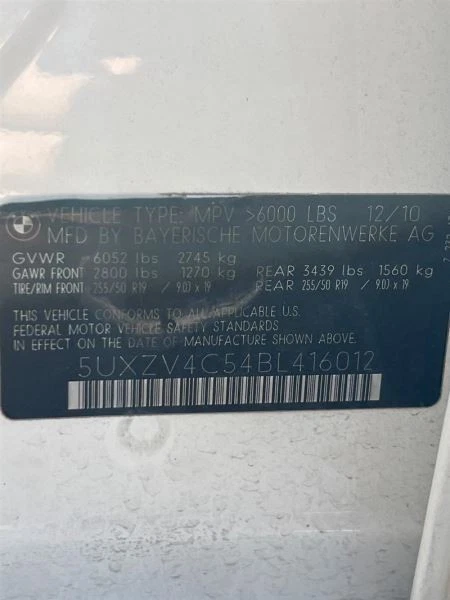 VEHICLE TYPE: MPV >6000 LBS 12/10
MFD BY BAYERISCHE MOTORENWERKE AG
GVWR 6052 lbs 2745 kg
GAWR FRONT 2800 lbs 1270 kg REAR 3439 lbs 1560 kg
TIRE/RIM FRONT 255/50 R19 / 9.0J x 19 REAR 255/50 R19 / 9.0J x 19
THIS VEHICLE CONFORMS TO ALL APPLICABLE
FEDERAL MOTOR VEHICLE SAFETY STANDARDS
IN EFFECT ON THE DATE OF MANUFACTURE SHOWN
ABOVE.
5UXZV4C54BL416012